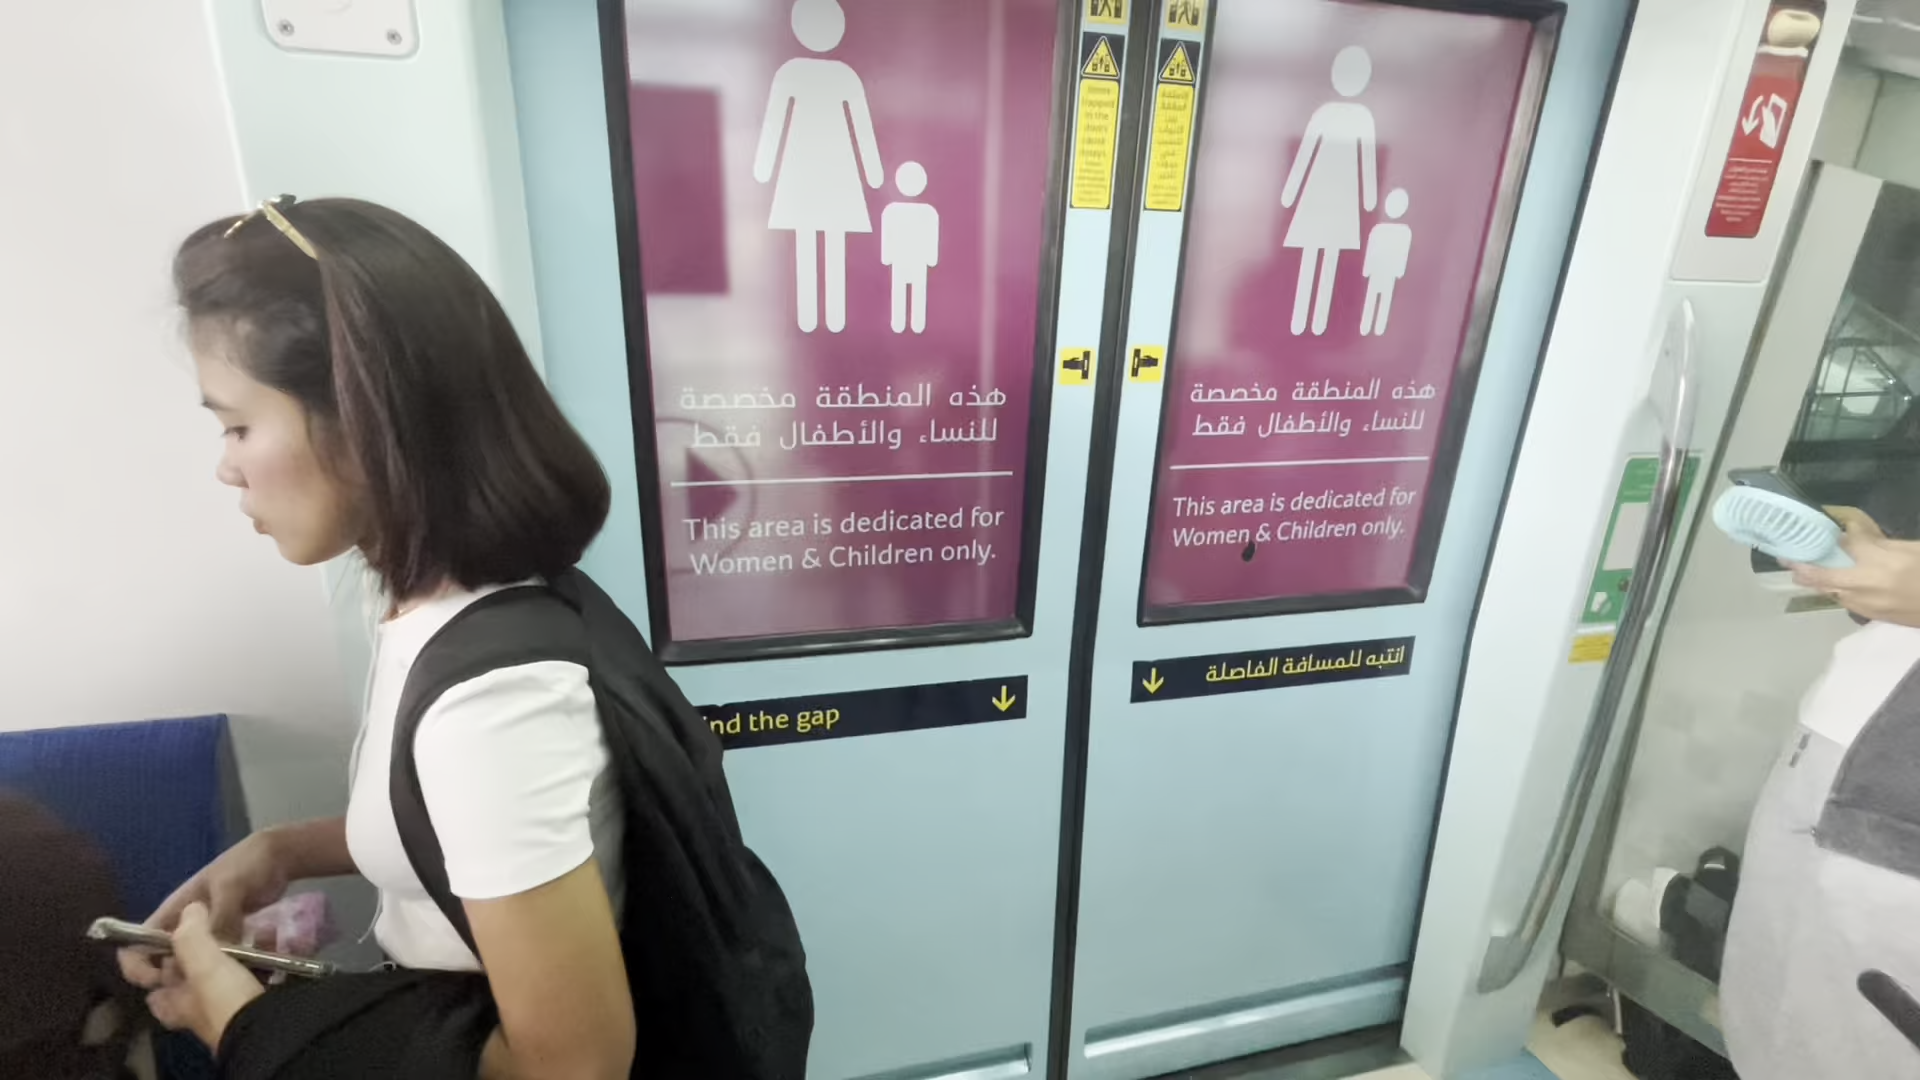 هذه المنطقة مخصصة
للنساء والأطفال فقط
This area is dedicated for
Women & Children only.
ind the gap
هذه المنطقة مخصصة
للنساء والأطفال فقط
This area is dedicated for
Women & Children only.
انتبه للمسافة الفاصلة